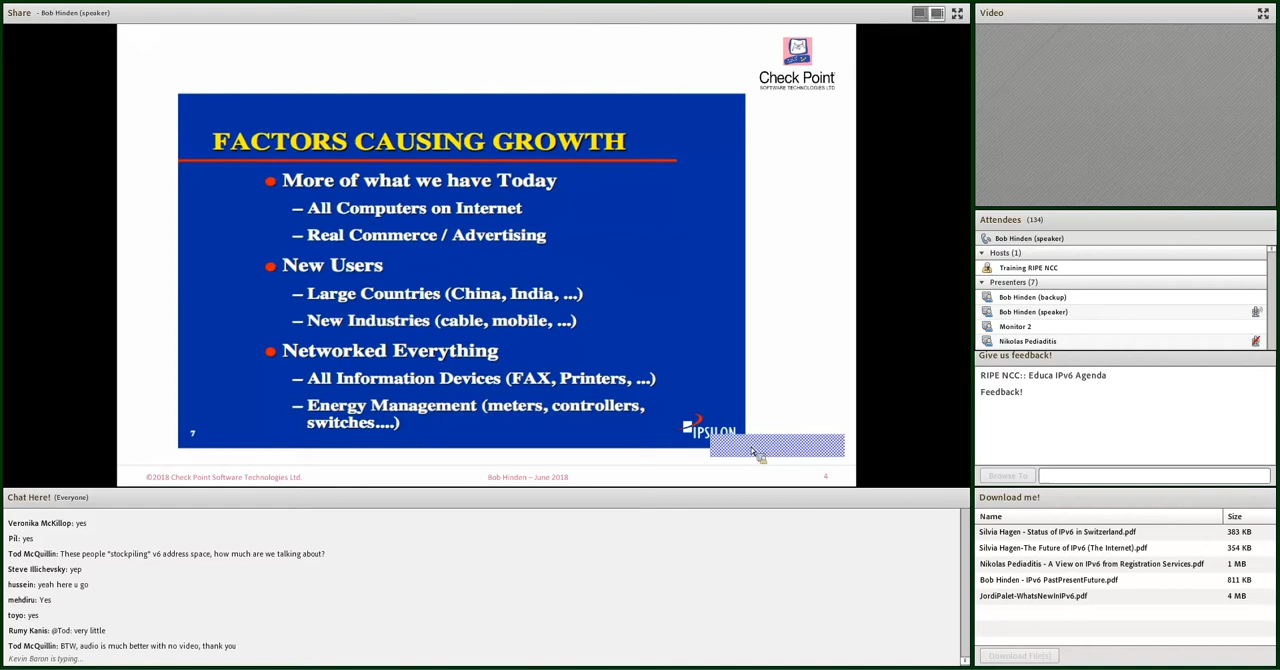 Share - Bob Hinden (speaker)
Check Point
SOFTWARE TECHNOLOGIES LTD.
FACTORS CAUSING GROWTH
More of what we have Today
– All Computers on Internet
– Real Commerce / Advertising
New Users
– Large Countries (China, India, ...)
– New Industries (cable, mobile, ...)
Networked Everything
– All Information Devices (FAX, Printers, ...)
– Energy Management (meters, controllers,
switches....)
7
IPSILON
©2018 Check Point Software Technologies Ltd.
Bob Hinden – June 2018
4
Chat Here! (Everyone)
Veronika McKillop: yes
Pil: yes
Tod McQuillin: These people "stockpiling" v6 address space, how much are we talking about?
Steve Illichevsky: yep
hussein: yeah here u go
mehdiru: Yes
toyo: yes
Rumy Kanis: @Tod: very little
Tod McQuillin: BTW, audio is much better with no video, thank you
Kevin Baron is typing...
Video
Attendees (134)
Bob Hinden (speaker)
Hosts (1)
Training RIPE NCC
Presenters (7)
Bob Hinden (backup)
Bob Hinden (speaker)
Monitor 2
Nikolas Pediaditis
Give us feedback!
RIPE NCC:: Educa IPv6 Agenda
Feedback!
Browse To
Download me!
Name Size
Silvia Hagen - Status of IPv6 in Switzerland.pdf 383 KB
Silvia Hagen-The Future of IPv6 (The Internet).pdf 354 KB
Nikolas Pediaditis - A View on IPv6 from Registration Services.pdf 1 MB
Bob Hinden - IPv6 PastPresentFuture.pdf 811 KB
JordiPalet-WhatsNewInIPv6.pdf 4 MB
Download File(s)